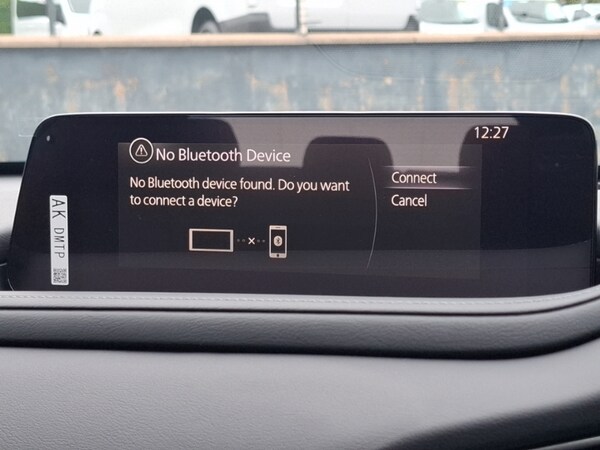 12:27
No Bluetooth Device
No Bluetooth device found. Do you want
to connect a device?
Connect
Cancel
AK DMTP